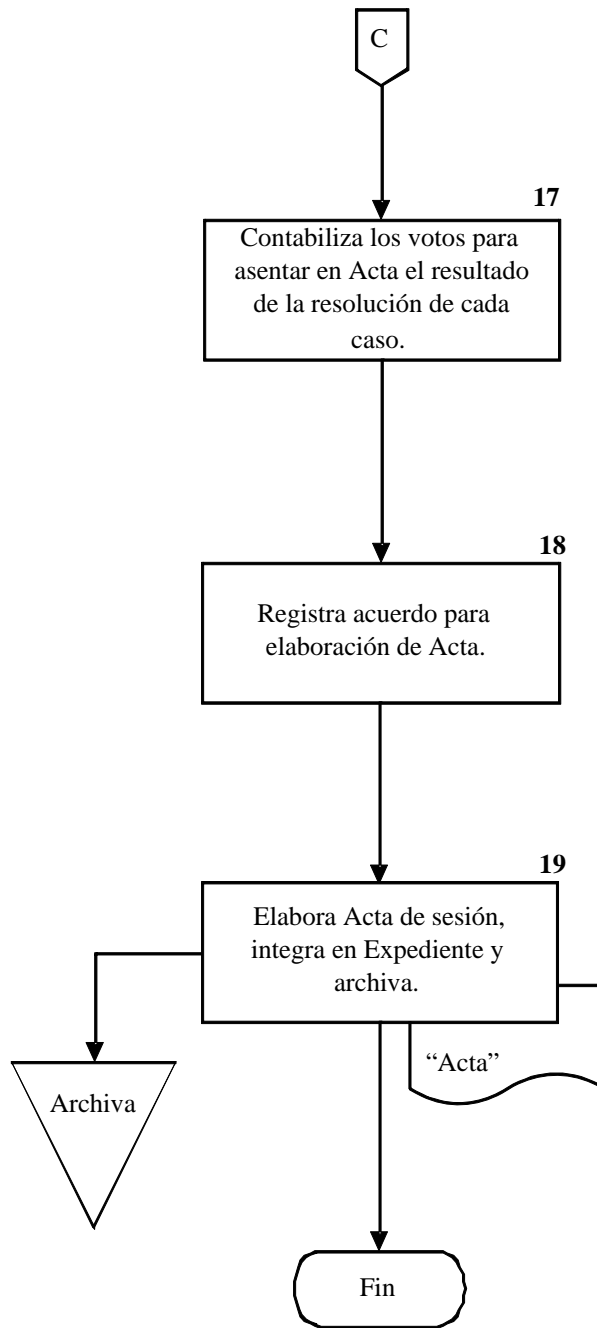 C
17
Contabiliza los votos para
asentar en Acta el resultado
de la resolución de cada
caso.
18
Registra acuerdo para
elaboración de Acta.
19
Elabora Acta de sesión,
integra en Expediente y
archiva.
“Acta”
Archiva
Fin